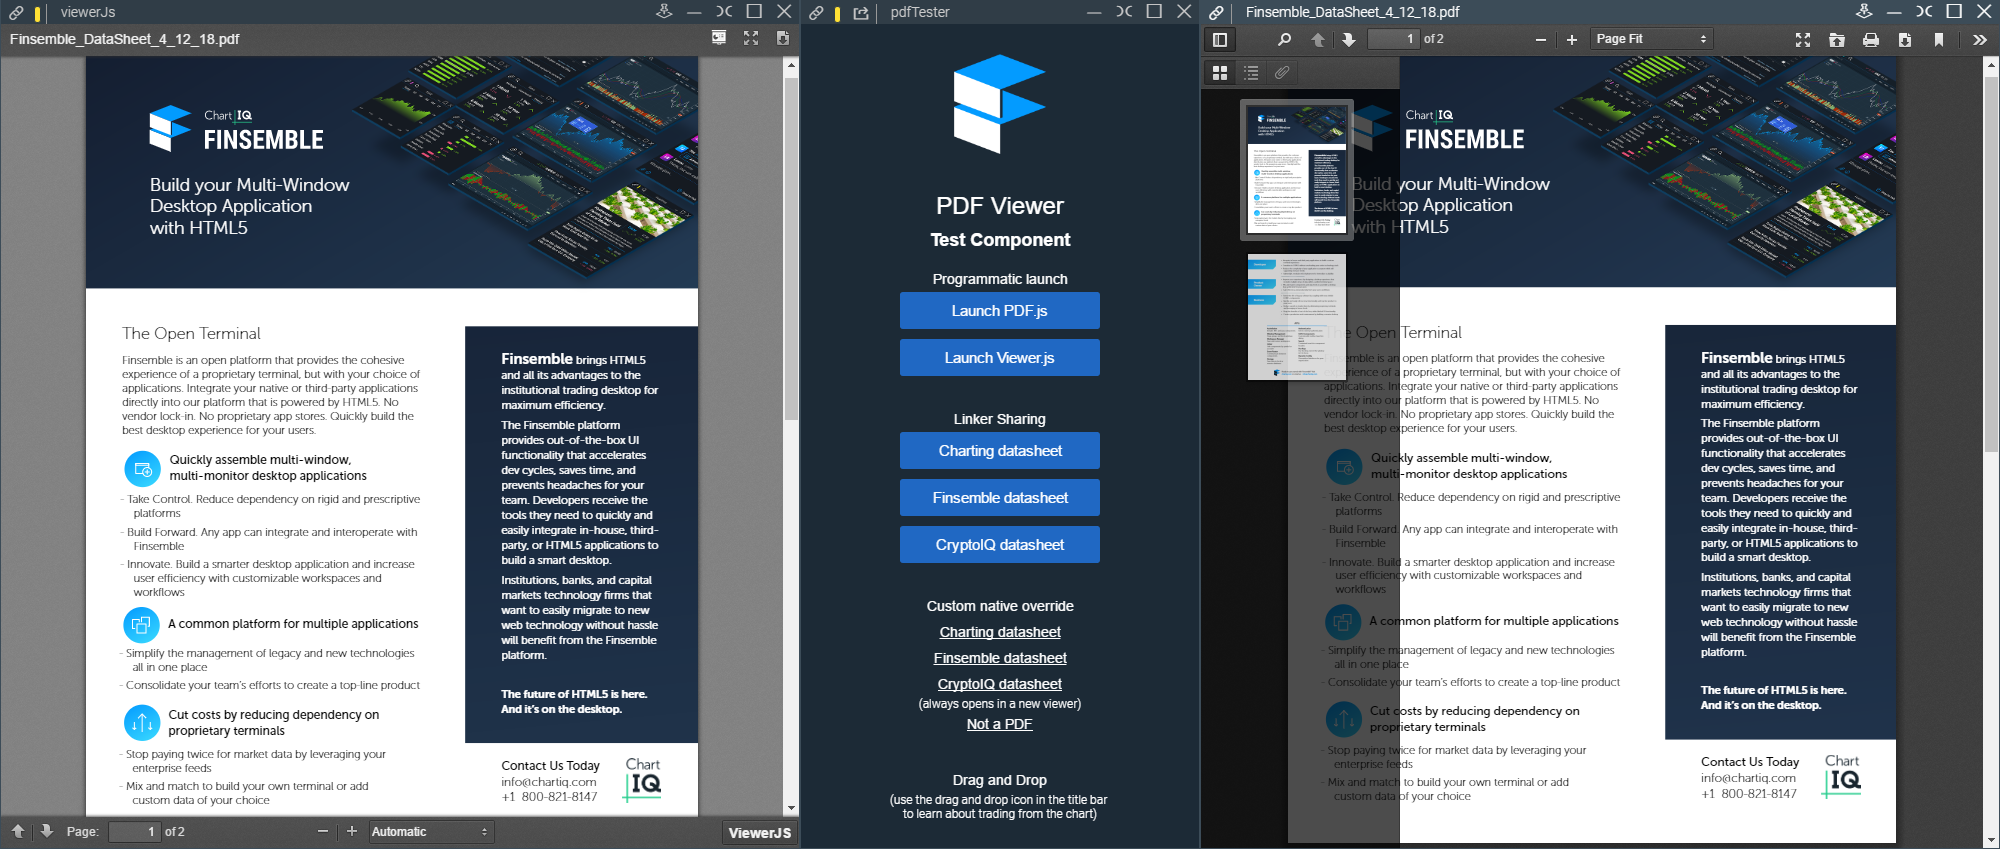 viewerJs
Finsemble_DataSheet_4_12_18.pdf
Chart IQ
FINSEMBLE
Build your Multi-Window
Desktop Application
with HTML5
The Open Terminal
Finsemble is an open platform that provides the cohesive
experience of a proprietary terminal, but with your choice of
applications. Integrate your native or third-party applications
directly into our platform that is powered by HTML5. No
vendor lock-in. No proprietary app stores. Quickly build the
best desktop experience for your users.
Quickly assemble multi-window,
multi-monitor desktop applications
- Take Control. Reduce dependency on rigid and prescriptive
platforms
- Build Forward. Any app can integrate and interoperate with
Finsemble
- Innovate. Build a smarter desktop application and increase
user efficiency with customizable workspaces and
workflows
A common platform for multiple applications
- Simplify the management of legacy and new technologies
all in one place
- Consolidate your team's efforts to create a top-line product
Cut costs by reducing dependency on
proprietary terminals
- Stop paying twice for market data by leveraging your
enterprise feeds
- Mix and match to build your own terminal or add
custom data of your choice
Finsemble brings HTML5
and all its advantages to the
institutional trading desktop for
maximum efficiency.
The Finsemble platform
provides out-of-the-box UI
functionality that accelerates
dev cycles, saves time, and
prevents headaches for your
team. Developers receive the
tools they need to quickly and
easily integrate in-house, third-
party, or HTML5 applications to
build a smart desktop.
Institutions, banks, and capital
markets technology firms that
want to easily migrate to new
web technology without hassle
will benefit from the Finsemble
platform.
The future of HTML5 is here.
And it's on the desktop.
Contact Us Today
info@chartiq.com
+1 800-821-8147
Chart
IQ
Page: 1 of 2
Automatic
ViewerJS
pdfTester
PDF Viewer
Test Component
Programmatic launch
Launch PDF.js
Launch Viewer.js
Linker Sharing
Charting datasheet
Finsemble datasheet
CryptoIQ datasheet
Custom native override
Charting datasheet
Finsemble datasheet
CryptoIQ datasheet
(always opens in a new viewer)
Not a PDF
Drag and Drop
(use the drag and drop icon in the title bar
to learn about trading from the chart)
Finsemble_DataSheet_4_12_18.pdf
1 of 2
Page Fit
Chart IQ
FINSEMBLE
Build your Multi-Window
Desktop Application
with HTML5
The Open Terminal
Finsemble is an open platform that provides the cohesive
experience of a proprietary terminal, but with your choice of
applications. Integrate your native or third-party applications
directly into our platform that is powered by HTML5. No
vendor lock-in. No proprietary app stores. Quickly build the
best desktop experience for your users.
Quickly assemble multi-window,
multi-monitor desktop applications
- Take Control. Reduce dependency on rigid and prescriptive
platforms
- Build Forward. Any app can integrate and interoperate with
Finsemble
- Innovate. Build a smarter desktop application and increase
user efficiency with customizable workspaces and
workflows
A common platform for multiple applications
- Simplify the management of legacy and new technologies
all in one place
- Consolidate your team's efforts to create a top-line product
Cut costs by reducing dependency on
proprietary terminals
- Stop paying twice for market data by leveraging your
enterprise feeds
- Mix and match to build your own terminal or add
custom data of your choice
Finsemble brings HTML5
and all its advantages to the
institutional trading desktop for
maximum efficiency.
The Finsemble platform
provides out-of-the-box UI
functionality that accelerates
dev cycles, saves time, and
prevents headaches for your
team. Developers receive the
tools they need to quickly and
easily integrate in-house, third-
party, or HTML5 applications to
build a smart desktop.
Institutions, banks, and capital
markets technology firms that
want to easily migrate to new
web technology without hassle
will benefit from the Finsemble
platform.
The future of HTML5 is here.
And it's on the desktop.
Contact Us Today
info@chartiq.com
+1 800-821-8147
Chart
IQ